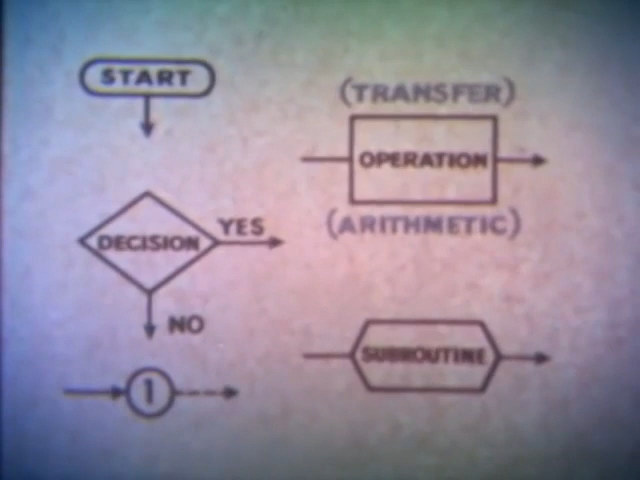 START
(TRANSFER)
OPERATION
(ARITHMETIC)
DECISION
YES
NO
SUBROUTINE
1